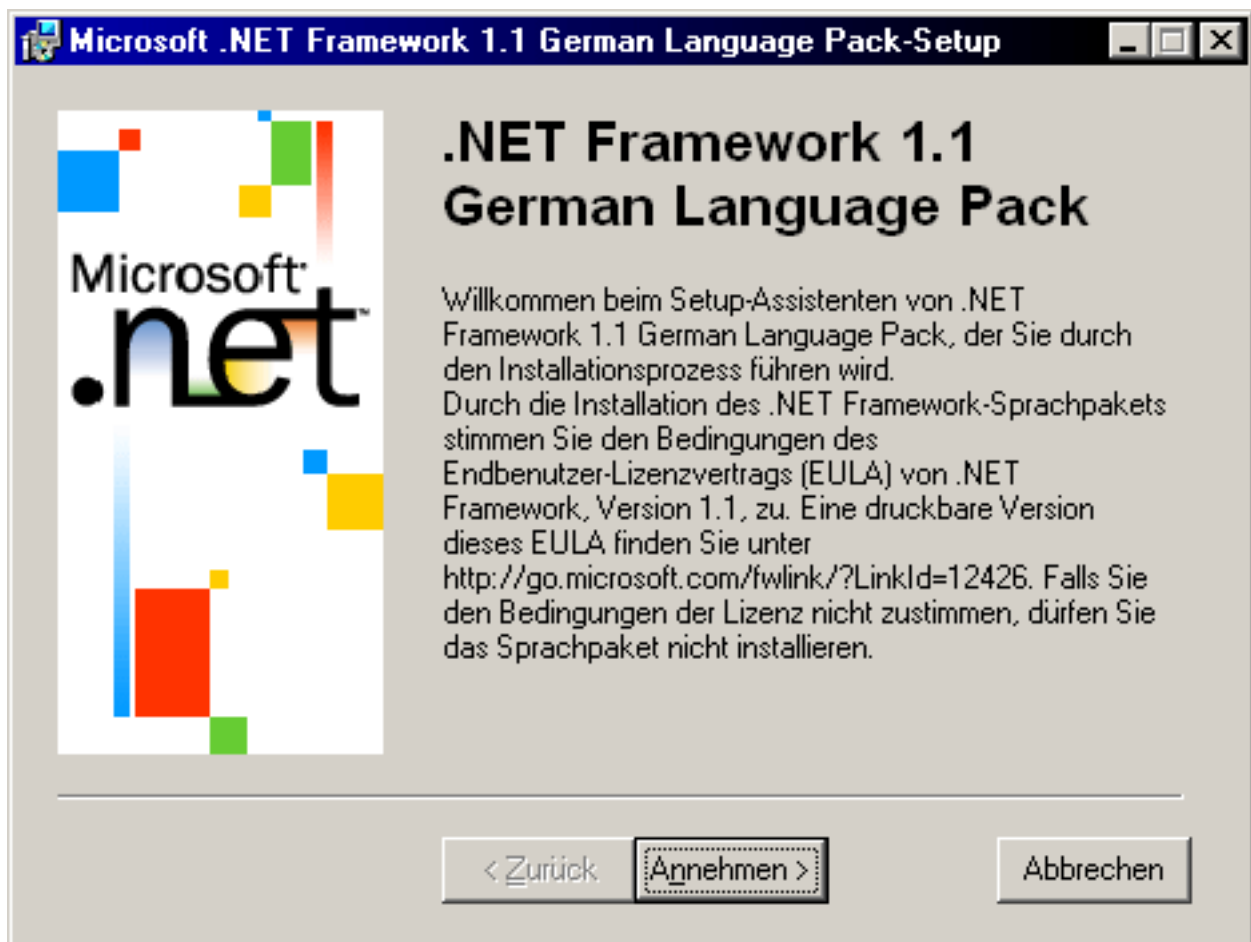 Microsoft .NET Framework 1.1 German Language Pack-Setup
Microsoft
.net™
.NET Framework 1.1
German Language Pack
Willkommen beim Setup-Assistenten von .NET
Framework 1.1 German Language Pack, der Sie durch
den Installationsprozess führen wird.
Durch die Installation des .NET Framework-Sprachpakets
stimmen Sie den Bedingungen des
Endbenutzer-Lizenzvertrags (EULA) von .NET
Framework, Version 1.1, zu. Eine druckbare Version
dieses EULA finden Sie unter
http://go.microsoft.com/fwlink/?LinkId=12426. Falls Sie
den Bedingungen der Lizenz nicht zustimmen, dürfen Sie
das Sprachpaket nicht installieren.
< Zurück
Annehmen >
Abbrechen